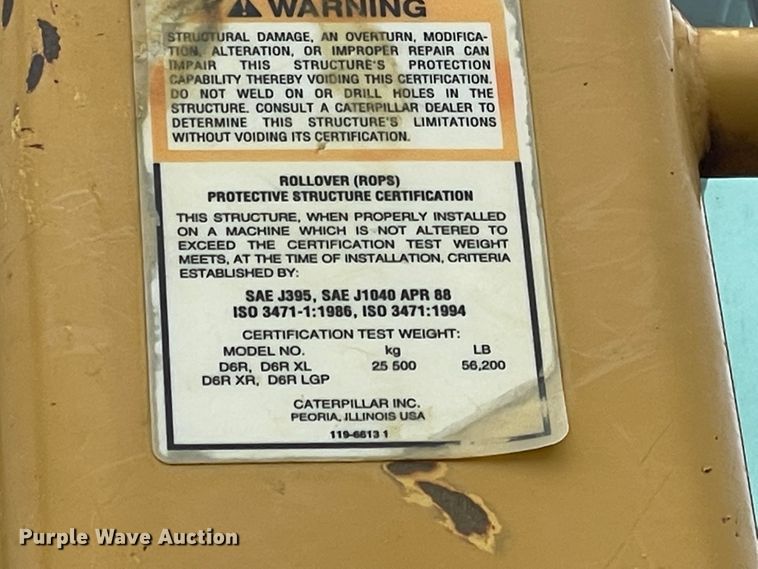 WARNING
STRUCTURAL DAMAGE, AN OVERTURN, MODIFICA-
TION, ALTERATION, OR IMPROPER REPAIR CAN
IMPAIR THIS STRUCTURE'S PROTECTION
CAPABILITY THEREBY VOIDING THIS CERTIFICATION.
DO NOT WELD ON OR DRILL HOLES IN THE
STRUCTURE. CONSULT A CATERPILLAR DEALER TO
DETERMINE THIS STRUCTURE'S LIMITATIONS
WITHOUT VOIDING ITS CERTIFICATION.
ROLLOVER (ROPS)
PROTECTIVE STRUCTURE CERTIFICATION
THIS STRUCTURE, WHEN PROPERLY INSTALLED
ON A MACHINE WHICH IS NOT ALTERED TO
EXCEED THE CERTIFICATION TEST WEIGHT
MEETS, AT THE TIME OF INSTALLATION, CRITERIA
ESTABLISHED BY:
SAE J395, SAE J1040 APR 88
ISO 3471-1:1986, ISO 3471:1994
CERTIFICATION TEST WEIGHT:
MODEL NO. kg LB
D6R, D6R XL 25 500 56,200
D6R XR, D6R LGP
CATERPILLAR INC.
PEORIA, ILLINOIS USA
119-6613 1
Purple Wave Auction